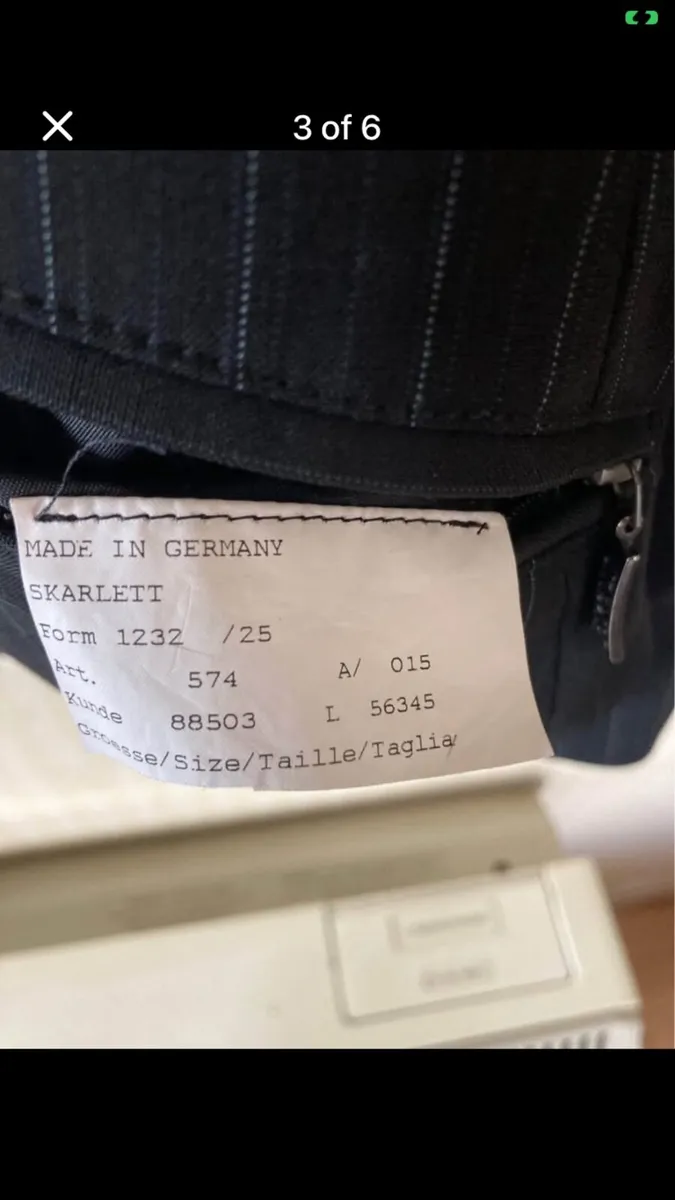 3 of 6
MADE IN GERMANY
SKARLETT
Form 1232 /25
Art. 574 A/ 015
Kunde 88503 L 56345
Groesse/Size/Taille/Taglia